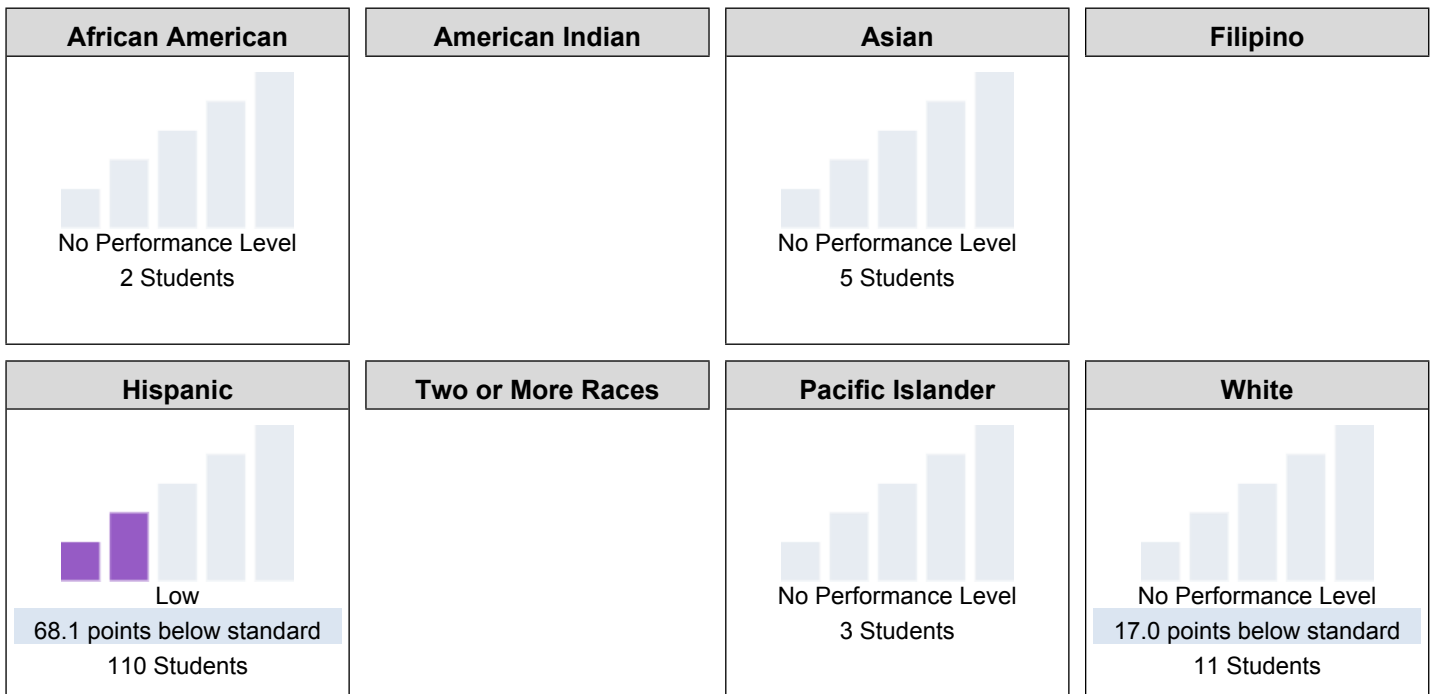 African American
American Indian
Asian
Filipino
No Performance Level
2 Students
No Performance Level
5 Students
Hispanic
Two or More Races
Pacific Islander
White
Low
68.1 points below standard
110 Students
No Performance Level
3 Students
No Performance Level
17.0 points below standard
11 Students